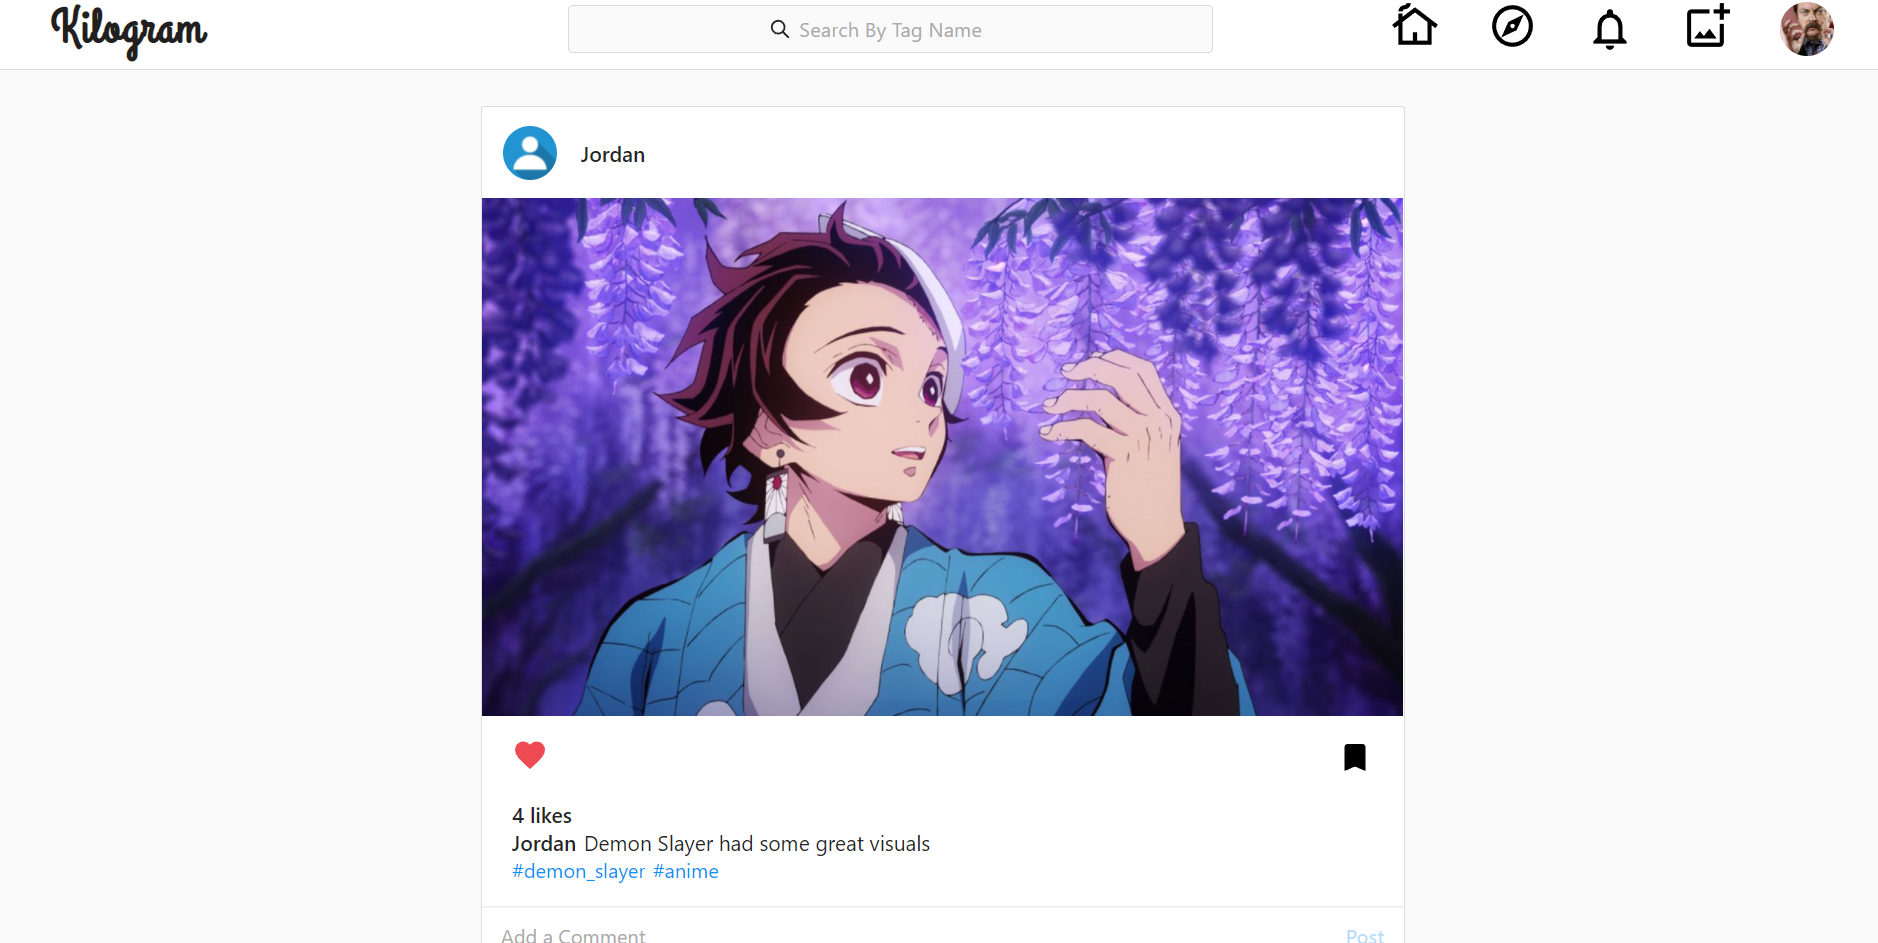 Kilogram
Search By Tag Name
Jordan
4 likes
Jordan Demon Slayer had some great visuals
#demon_slayer #anime
Add a Comment
Post